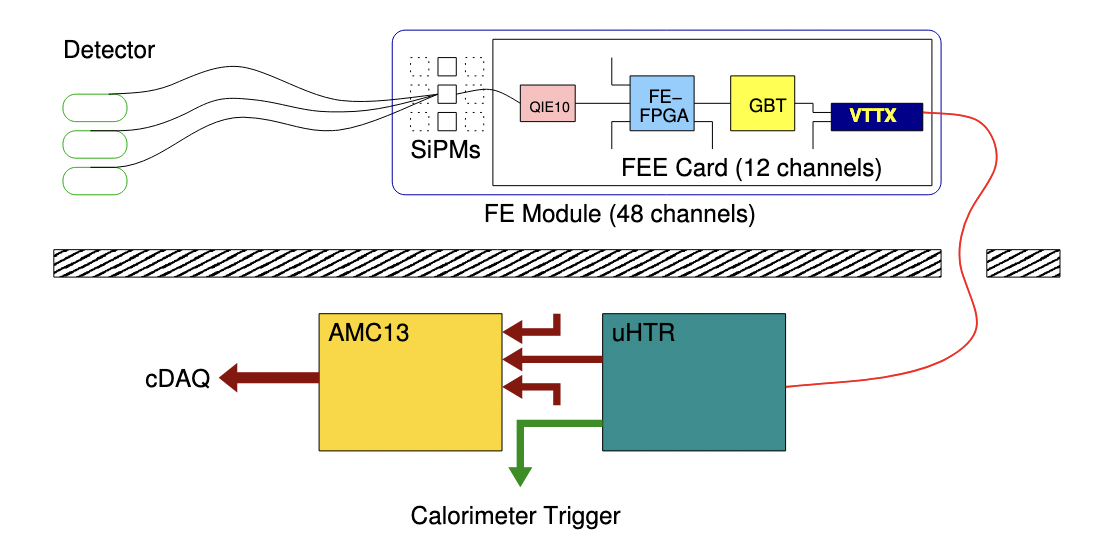 Detector
SiPMs
QIE10
FE–
FPGA
GBT
VTTX
FEE Card (12 channels)
FE Module (48 channels)
AMC13
uHTR
cDAQ
Calorimeter Trigger